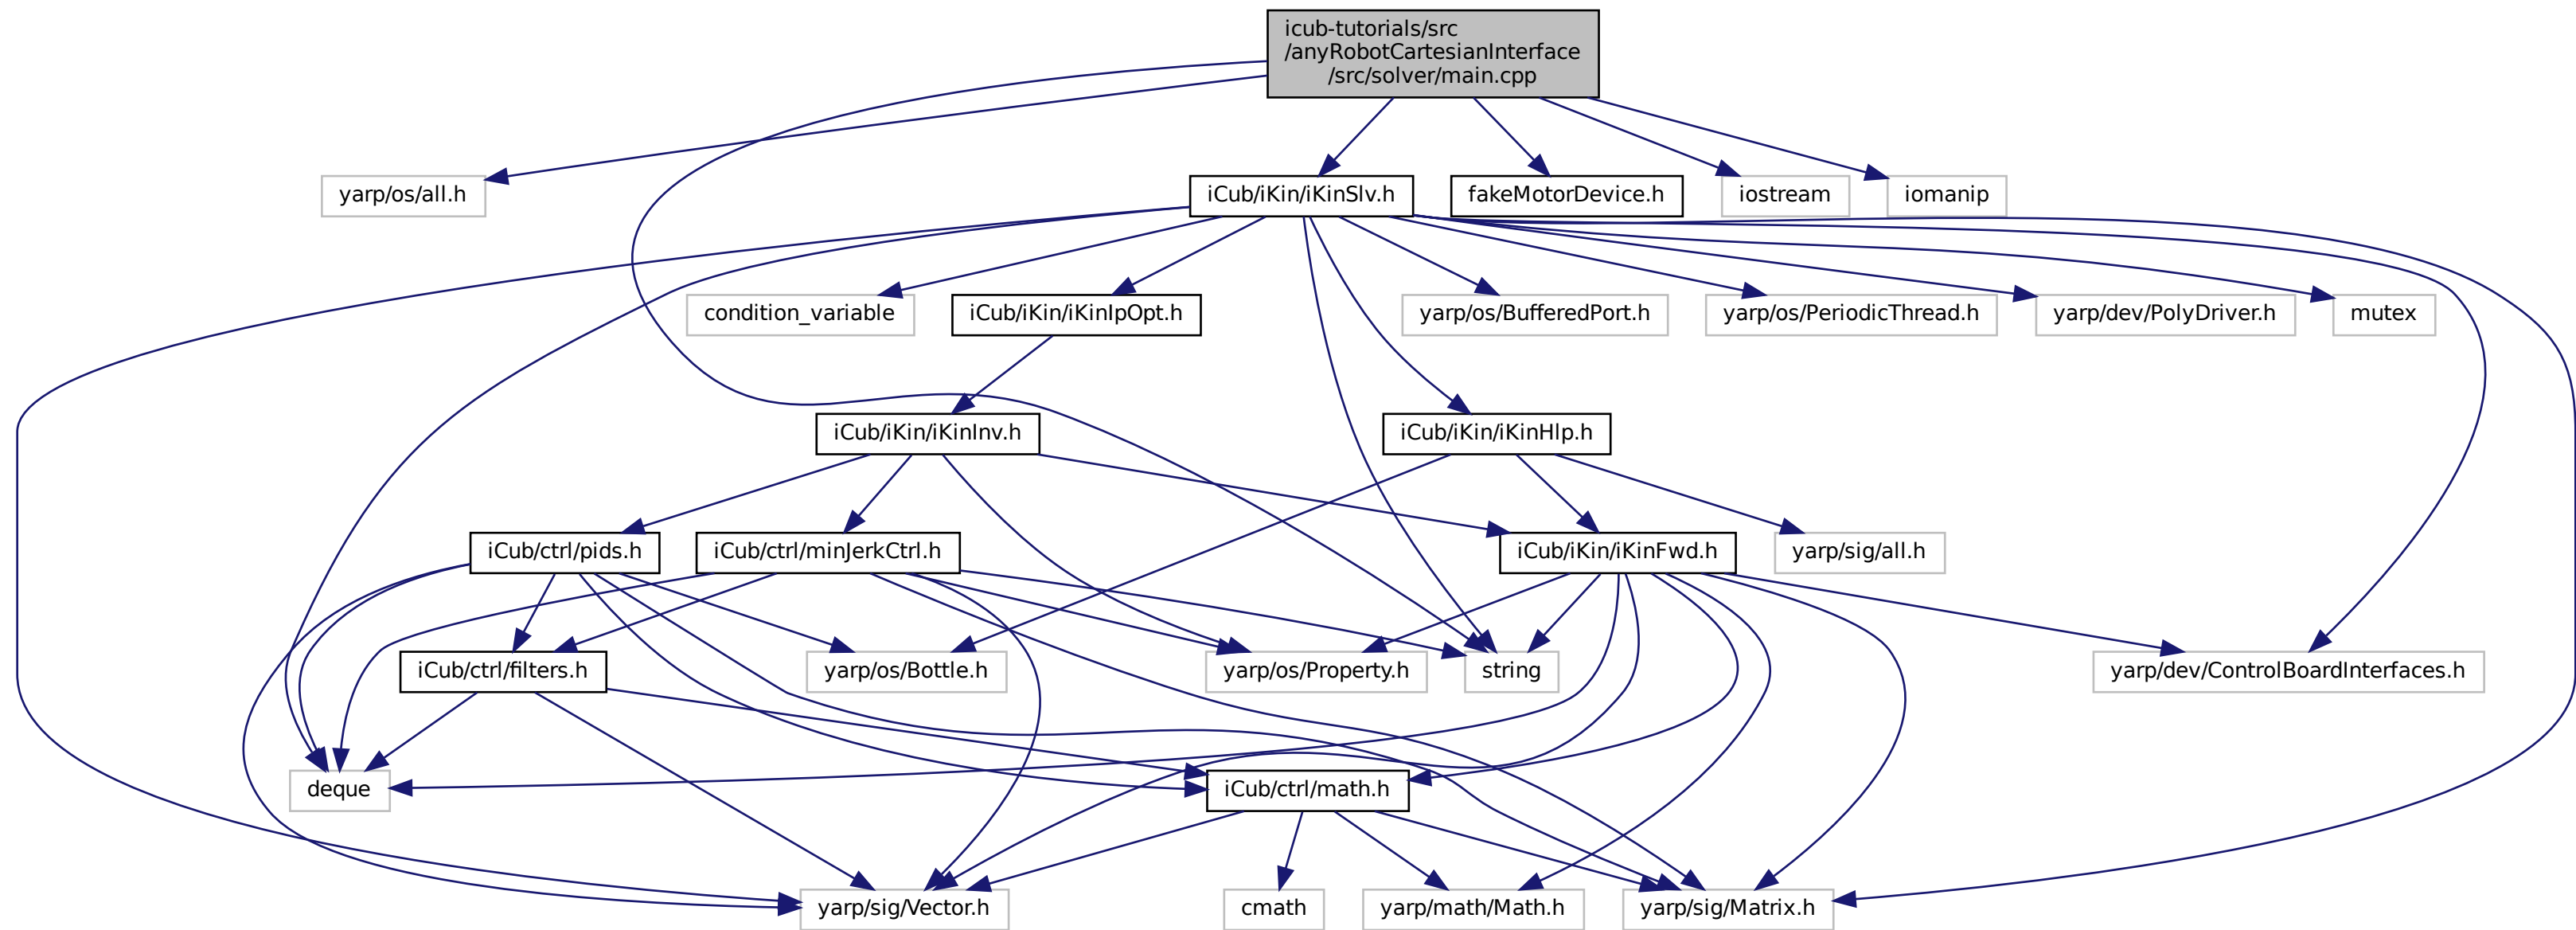 icub-tutorials/src
/anyRobotCartesianInterface
/src/solver/main.cpp
yarp/os/all.h
iCub/iKin/iKinSlv.h
fakeMotorDevice.h
iostream
iomanip
condition_variable
iCub/iKin/iKinIpOpt.h
yarp/os/BufferedPort.h
yarp/os/PeriodicThread.h
yarp/dev/PolyDriver.h
mutex
iCub/iKin/iKinInv.h
iCub/iKin/iKinHlp.h
iCub/ctrl/pids.h
iCub/ctrl/minJerkCtrl.h
iCub/iKin/iKinFwd.h
yarp/sig/all.h
iCub/ctrl/filters.h
yarp/os/Bottle.h
yarp/os/Property.h
string
yarp/dev/ControlBoardInterfaces.h
deque
iCub/ctrl/math.h
yarp/sig/Vector.h
cmath
yarp/math/Math.h
yarp/sig/Matrix.h